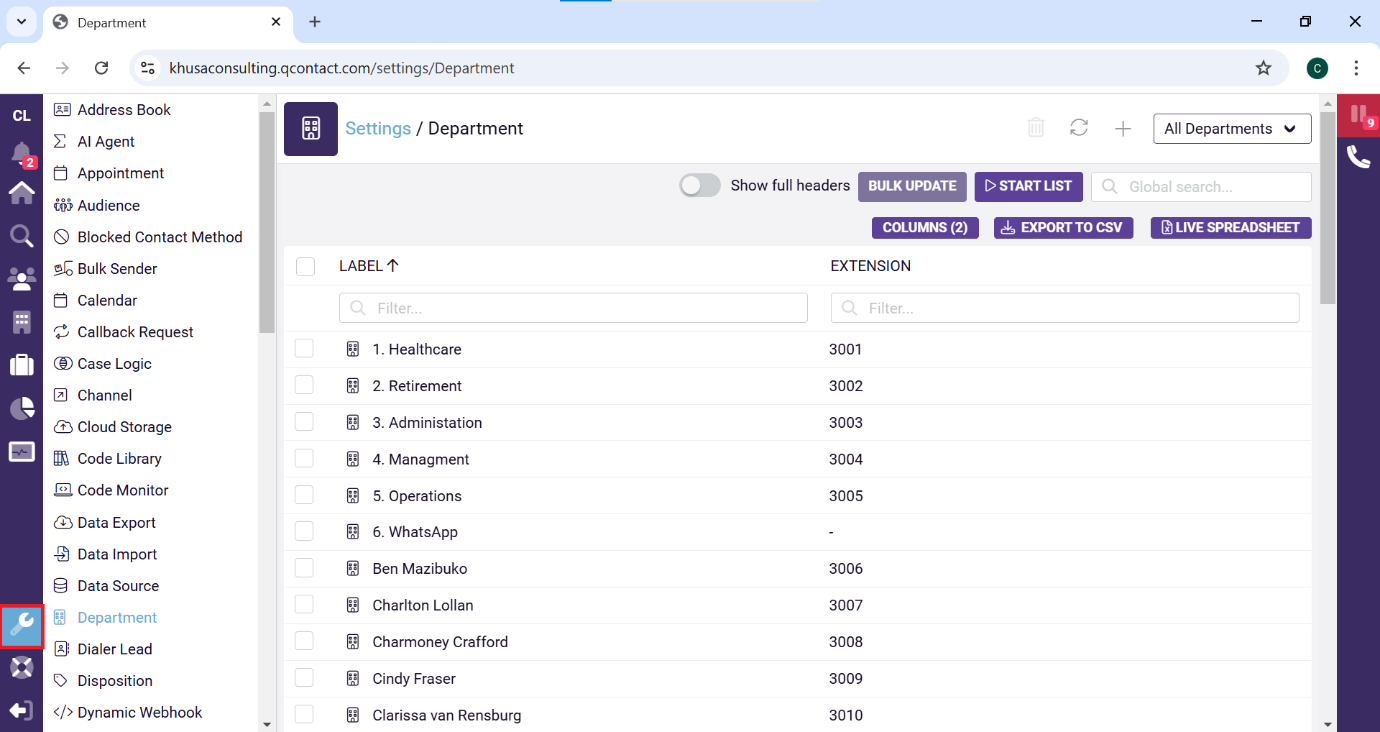 Department
khusaconsulting.qcontact.com/settings/Department
C
CL
2
Address Book
AI Agent
Appointment
Audience
Blocked Contact Method
Bulk Sender
Calendar
Callback Request
Case Logic
Channel
Cloud Storage
Code Library
Code Monitor
Data Export
Data Import
Data Source
Department
Dialer Lead
Disposition
Dynamic Webhook
Settings / Department
All Departments
9
Show full headers
BULK UPDATE
START LIST
Global search...
COLUMNS (2)
EXPORT TO CSV
LIVE SPREADSHEET
LABEL EXTENSION
Filter... Filter...
1. Healthcare 3001
2. Retirement 3002
3. Administation 3003
4. Managment 3004
5. Operations 3005
6. WhatsApp -
Ben Mazibuko 3006
Charlton Lollan 3007
Charmoney Crafford 3008
Cindy Fraser 3009
Clarissa van Rensburg 3010